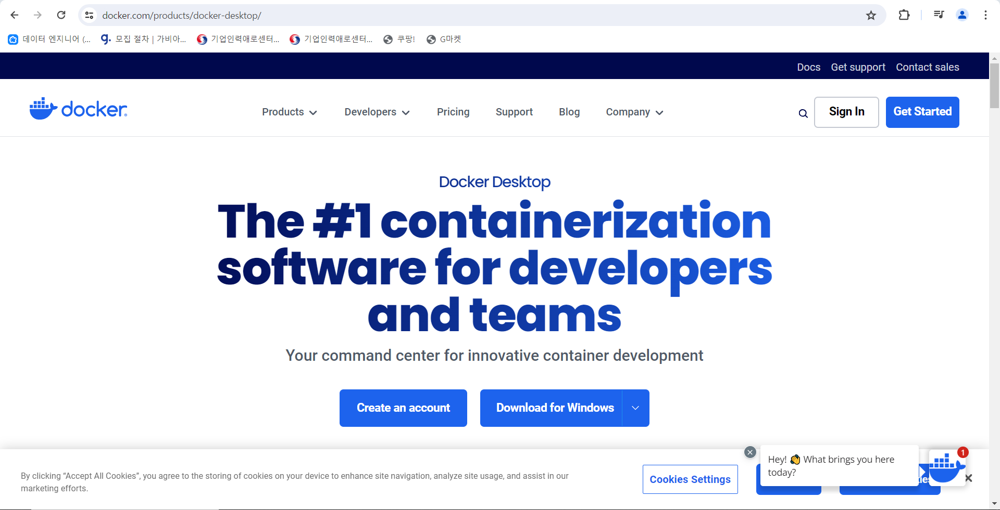 docker.com/products/docker-desktop/
데이터 엔지니어 (...
모집 절차 | 가비아...
기업인력애로센터...
기업인력애로센터...
쿠팡!
G마켓
Docs
Get support
Contact sales
docker
Products
Developers
Pricing
Support
Blog
Company
Sign In
Get Started
Docker Desktop
The #1 containerization
software for developers
and teams
Your command center for innovative container development
Create an account
Download for Windows
By clicking “Accept All Cookies”, you agree to the storing of cookies on your device to enhance site navigation, analyze site usage, and assist in our
marketing efforts.
Cookies Settings
Hey! 👋 What brings you here
today?
1